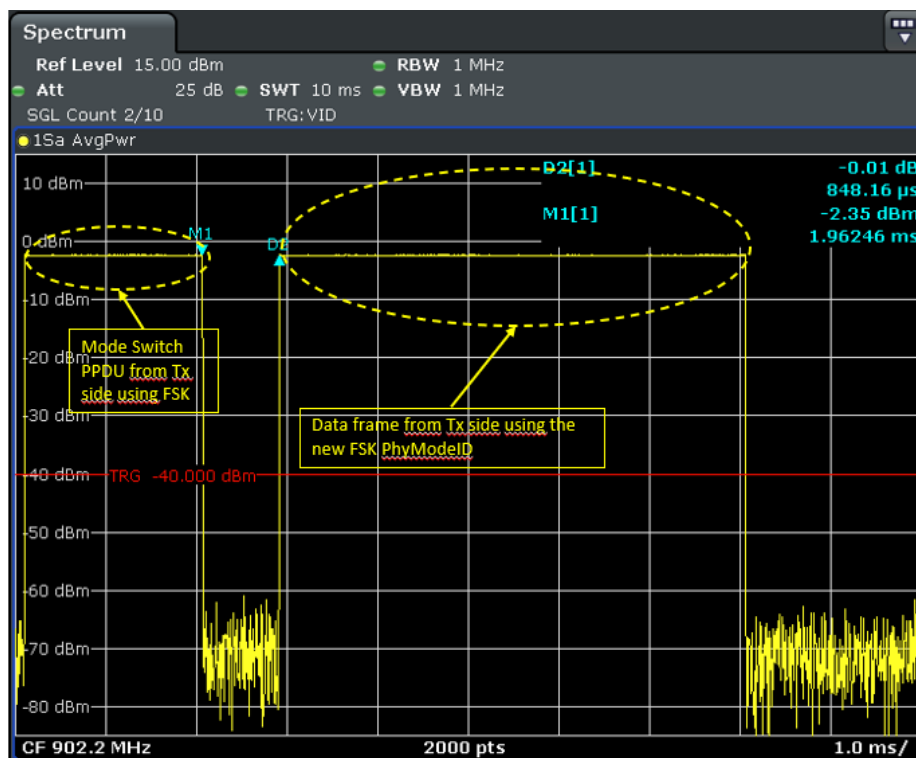 Spectrum
Ref Level 15.00 dBm RBW 1 MHz
Att 25 dB SWT 10 ms VBW 1 MHz
SGL Count 2/10 TRG:VID
1Sa AvgPwr
D2[1] -0.01 dB
848.16 µs
M1[1] -2.35 dBm
1.96246 ms
10 dBm
0 dBm
M1
-10 dBm
-20 dBm
-30 dBm
-40 dBm
-50 dBm
-60 dBm
-70 dBm
-80 dBm
Mode Switch
PPDU from Tx
side using FSK
Data frame from Tx side using the
new FSK PhyModeID
TRG -40.000 dBm
CF 902.2 MHz 2000 pts 1.0 ms/